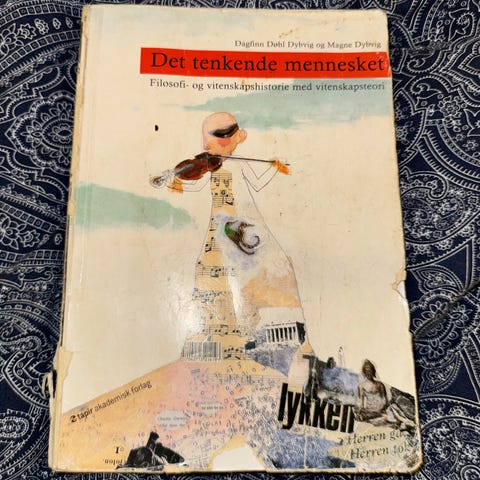 Dagfinn Døhl Dybvig og Magne Dybvig
Det tenkende mennesket
Filosofi- og vitenskapshistorie med vitenskapsteori
tapir akademisk forlag
lykken
Herren ga
Herren to